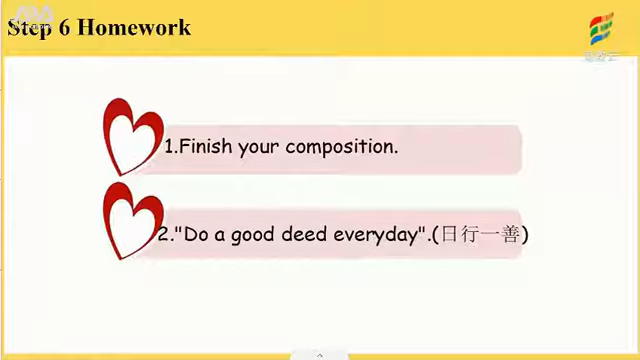 Step 6 Homework
1.Finish your composition.
2."Do a good deed everyday".(日行一善)